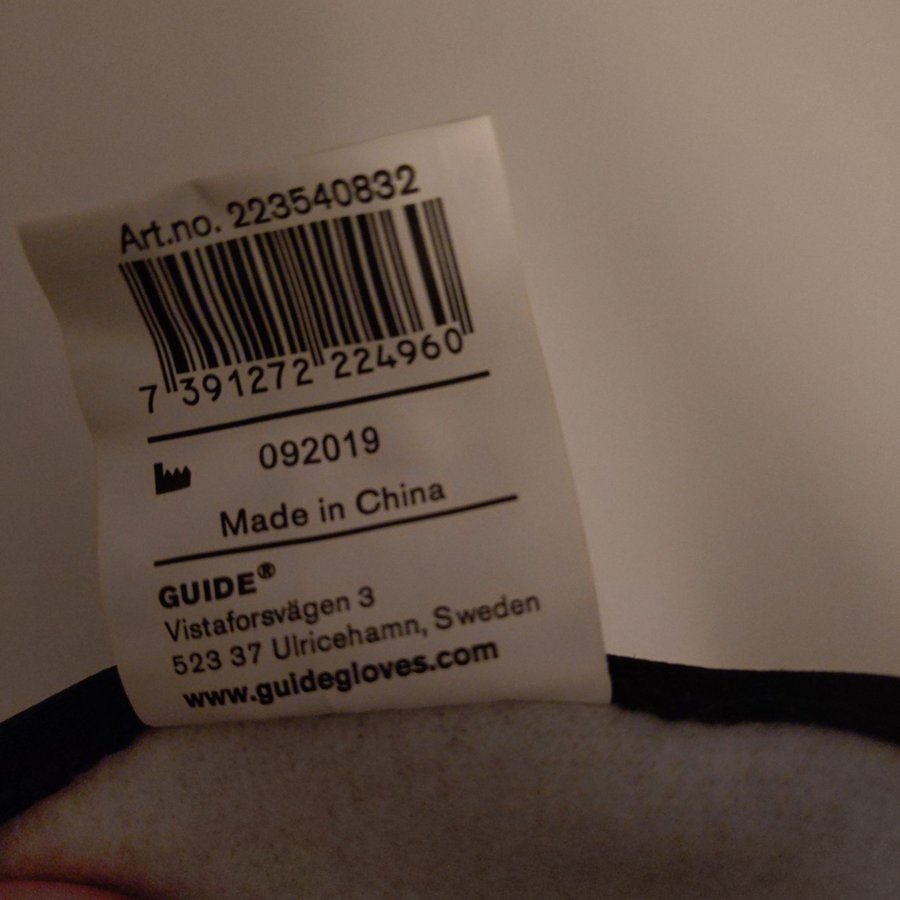 Art.no. 223540832
7 391272 224960
092019
Made in China
GUIDE®
Vistaforsvägen 3
523 37 Ulricehamn, Sweden
www.guidegloves.com